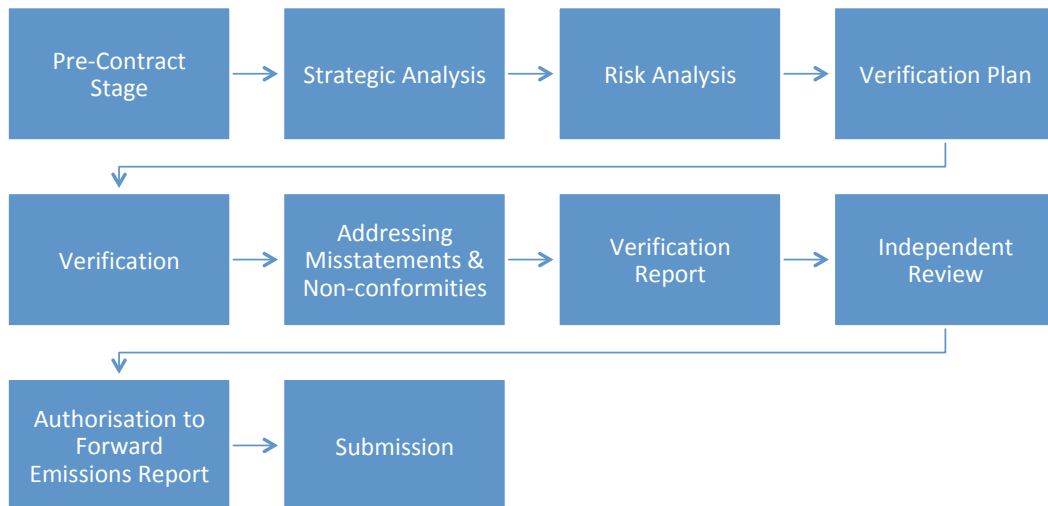 Pre-Contract
Stage
Strategic Analysis
Risk Analysis
Verification Plan
Verification
Addressing
Misstatements &
Non-conformities
Verification
Report
Independent
Review
Authorisation to
Forward
Emissions Report
Submission